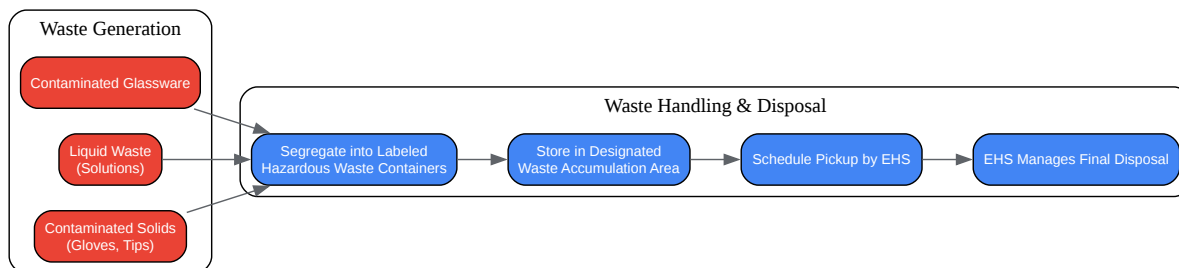 Waste Generation
Contaminated Glassware
Liquid Waste
(Solutions)
Contaminated Solids
(Gloves, Tips)
Waste Handling & Disposal
Segregate into Labeled
Hazardous Waste Containers
Store in Designated
Waste Accumulation Area
Schedule Pickup by EHS
EHS Manages Final Disposal